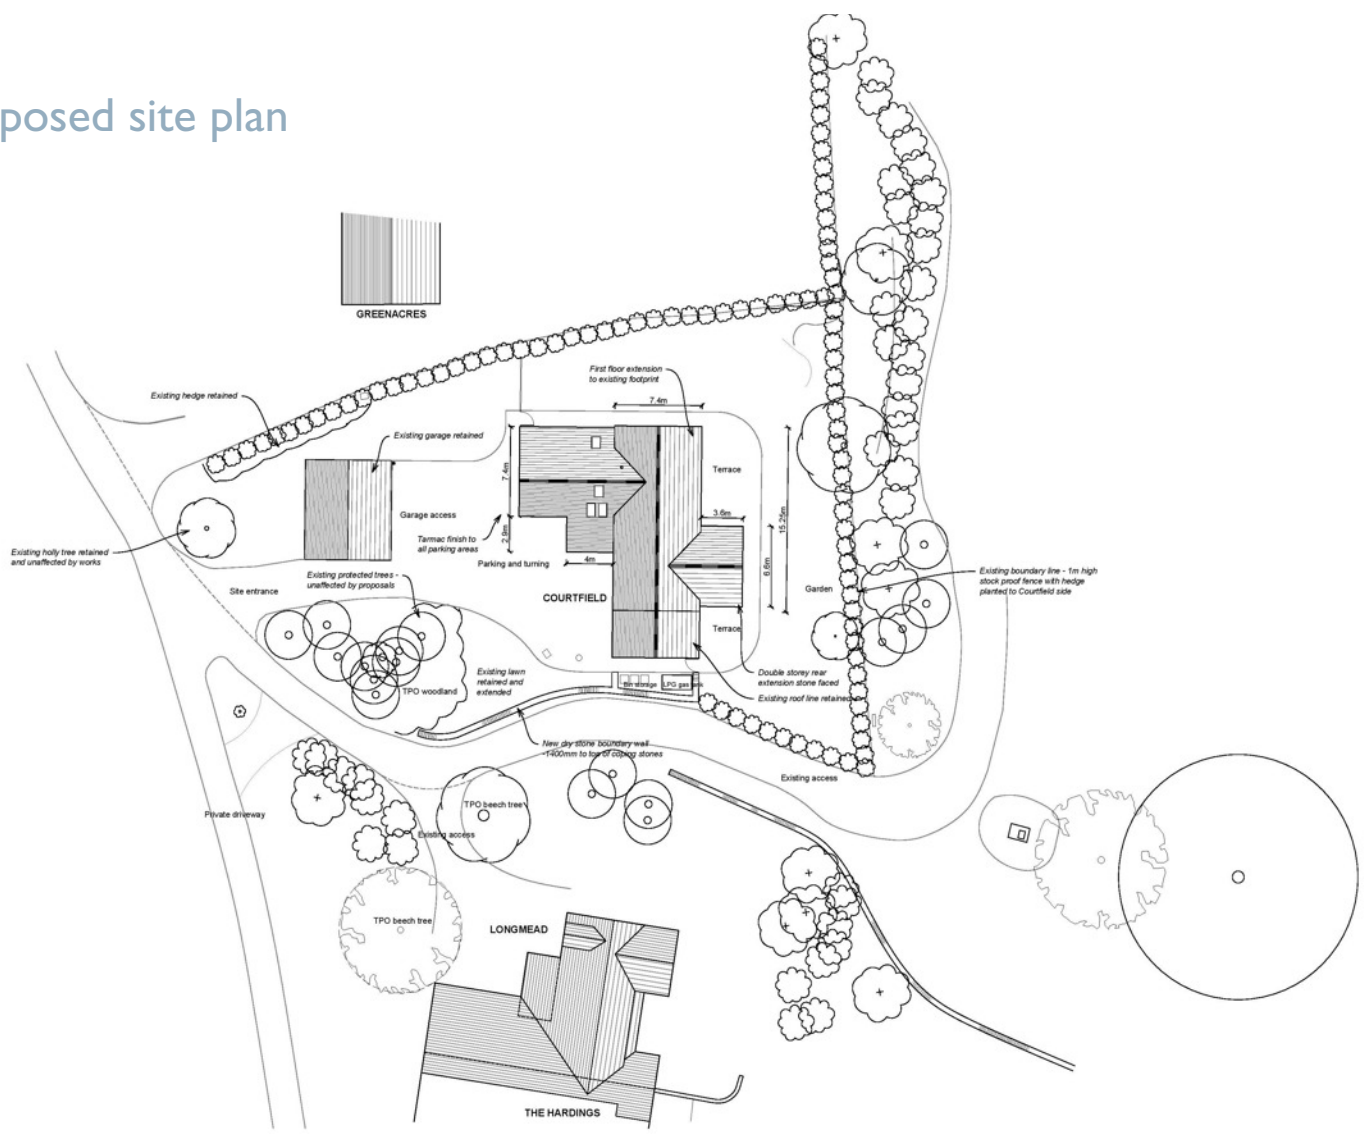 posed site plan
GREENACRES
First floor extension
to existing footprint
7.4m
Existing hedge retained
Existing garage retained
7.4m
Terrace
3.6m
15.25m
Garage access
Tarmac finish to
all parking areas
2.9m
Existing holly tree retained
and unaffected by works
Parking and turning
4m
6.6m
Existing protected trees -
unaffected by proposals
Site entrance
COURTFIELD
Garden
Existing boundary line - 1m high
stock proof fence with hedge
planted to Courtfield side
Terrace
Existing lawn
retained and
extended
Double storey rear
extension stone faced
TPO woodland
Bin storage
LPG gas tank
Existing roof line retained
New dry stone boundary wall
-1400mm to top of coping stones
Existing access
TPO beech tree
Private driveway
Existing access
TPO beech tree
LONGMEAD
THE HARDINGS